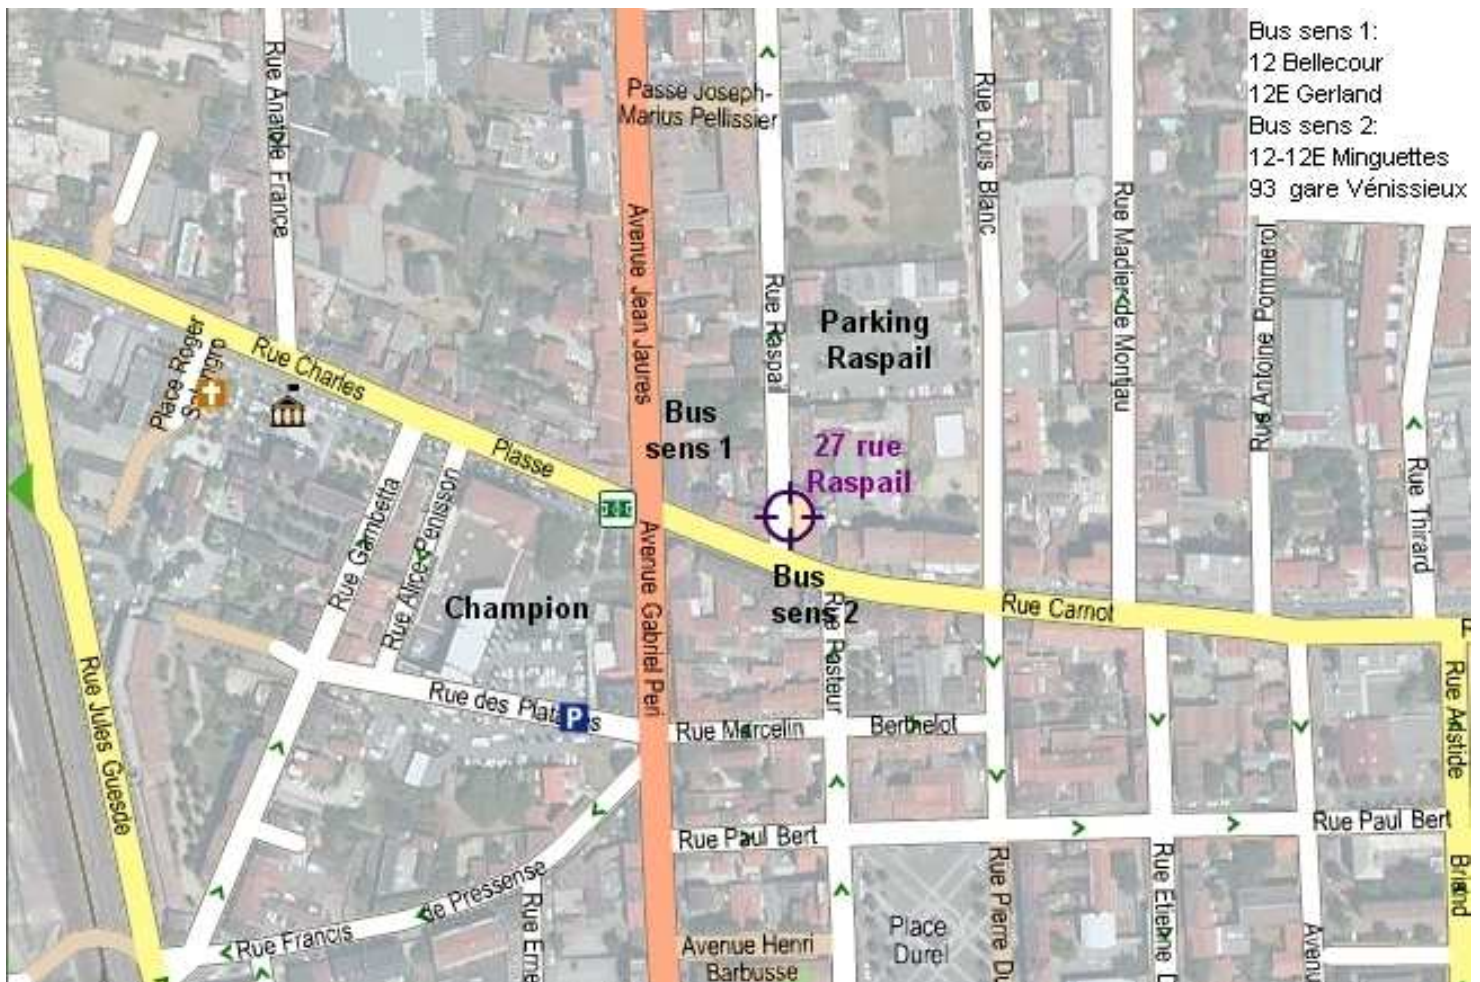 Bus sens 1:
12 Bellecour
12E Gerland
Bus sens 2:
12-12E Minguettes
93 gare Vénissieux
Rue Anatole France
Passe Joseph-
Marius Pellissier
Avenue Jean Jaures
Rue Raspail
Rue Louis Blanc
Rue Madier de Montjau
Rue Antoine Pommerol
Rue Thirard
Parking
Raspail
Place Roger
Rue Charles
Plasse
Bus
sens 1
27 rue
Raspail
Rue Gambetta
Rue Alice Penisson
Champion
Avenue Gabriel Peri
Bus
sens 2
Rue Pasteur
Rue Carnot
Rue Jules Guesde
Rue des
P
Rue Marcelin
Berthelot
Rue Adstide
Briand
Rue Paul Bert
Rue Paul Bert
Rue Francis
de Pressense
Rue Erne
Avenue Henri
Barbusse
Place
Durel
Rue Pierre Du
Rue Etienne D
Avenu